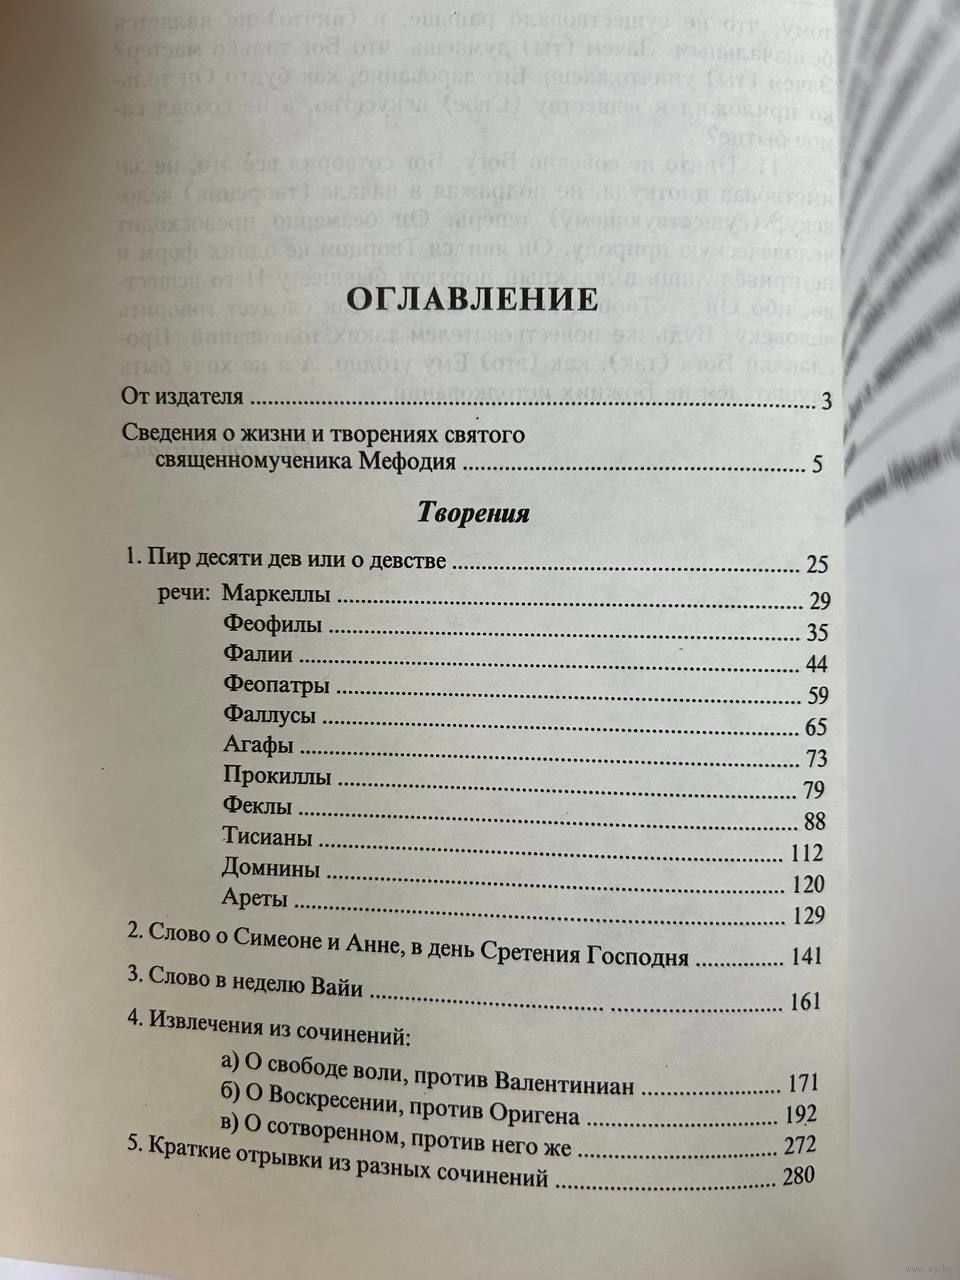 ОГЛАВЛЕНИЕ
От издателя ........ 3
Сведения о жизни и творениях святого
священномученика Мефодия ........ 5
Творения
1. Пир десяти дев или о девстве ........ 25
речи: Маркеллы ........ 29
Феофилы ........ 35
Фалии ........ 44
Феопатры ........ 59
Фаллусы ........ 65
Агафы ........ 73
Прокиллы ........ 79
Феклы ........ 88
Тисианы ........ 112
Домнины ........ 120
Ареты ........ 129
2. Слово о Симеоне и Анне, в день Сретения Господня ........ 141
3. Слово в неделю Вайи ........ 161
4. Извлечения из сочинений:
а) О свободе воли, против Валентиниан ........ 171
б) О Воскресении, против Оригена ........ 192
в) О сотворенном, против него же ........ 272
5. Краткие отрывки из разных сочинений ........ 280
www.ay.by